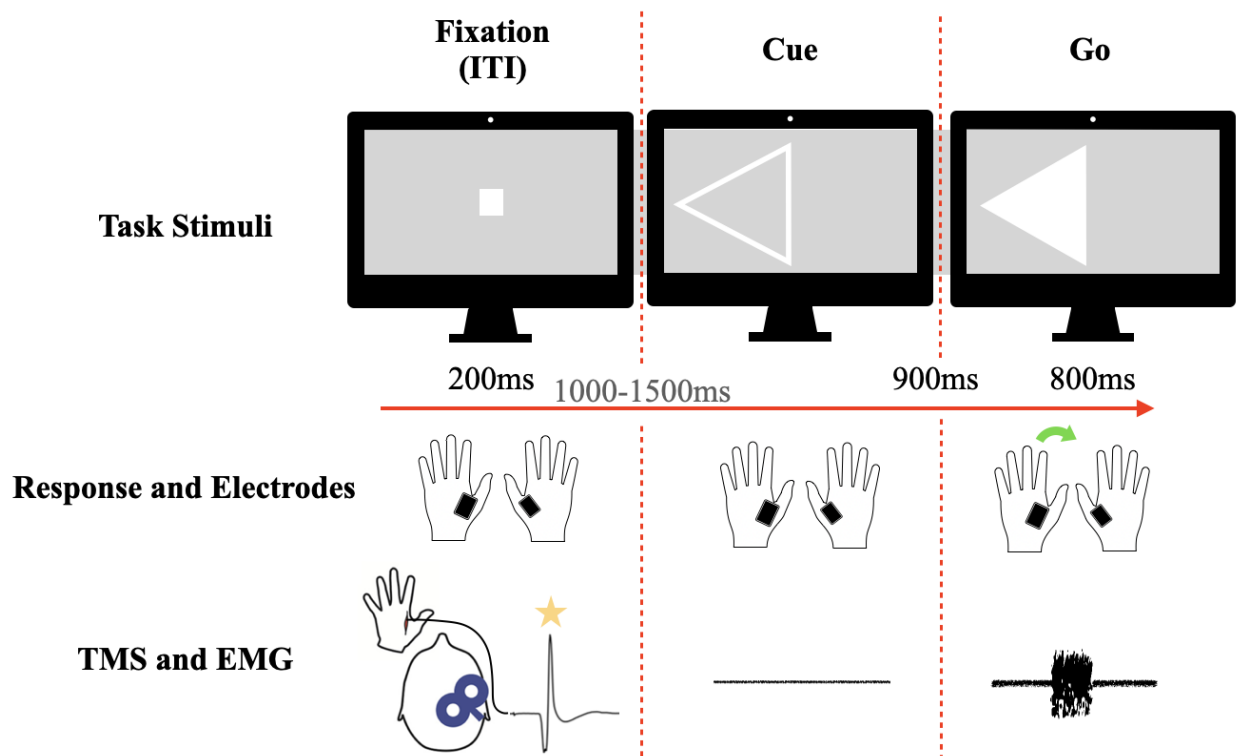 Fixation
(ITI)
Cue
Go
Task Stimuli
200ms
1000-1500ms
900ms
800ms
Response and Electrodes
TMS and EMG